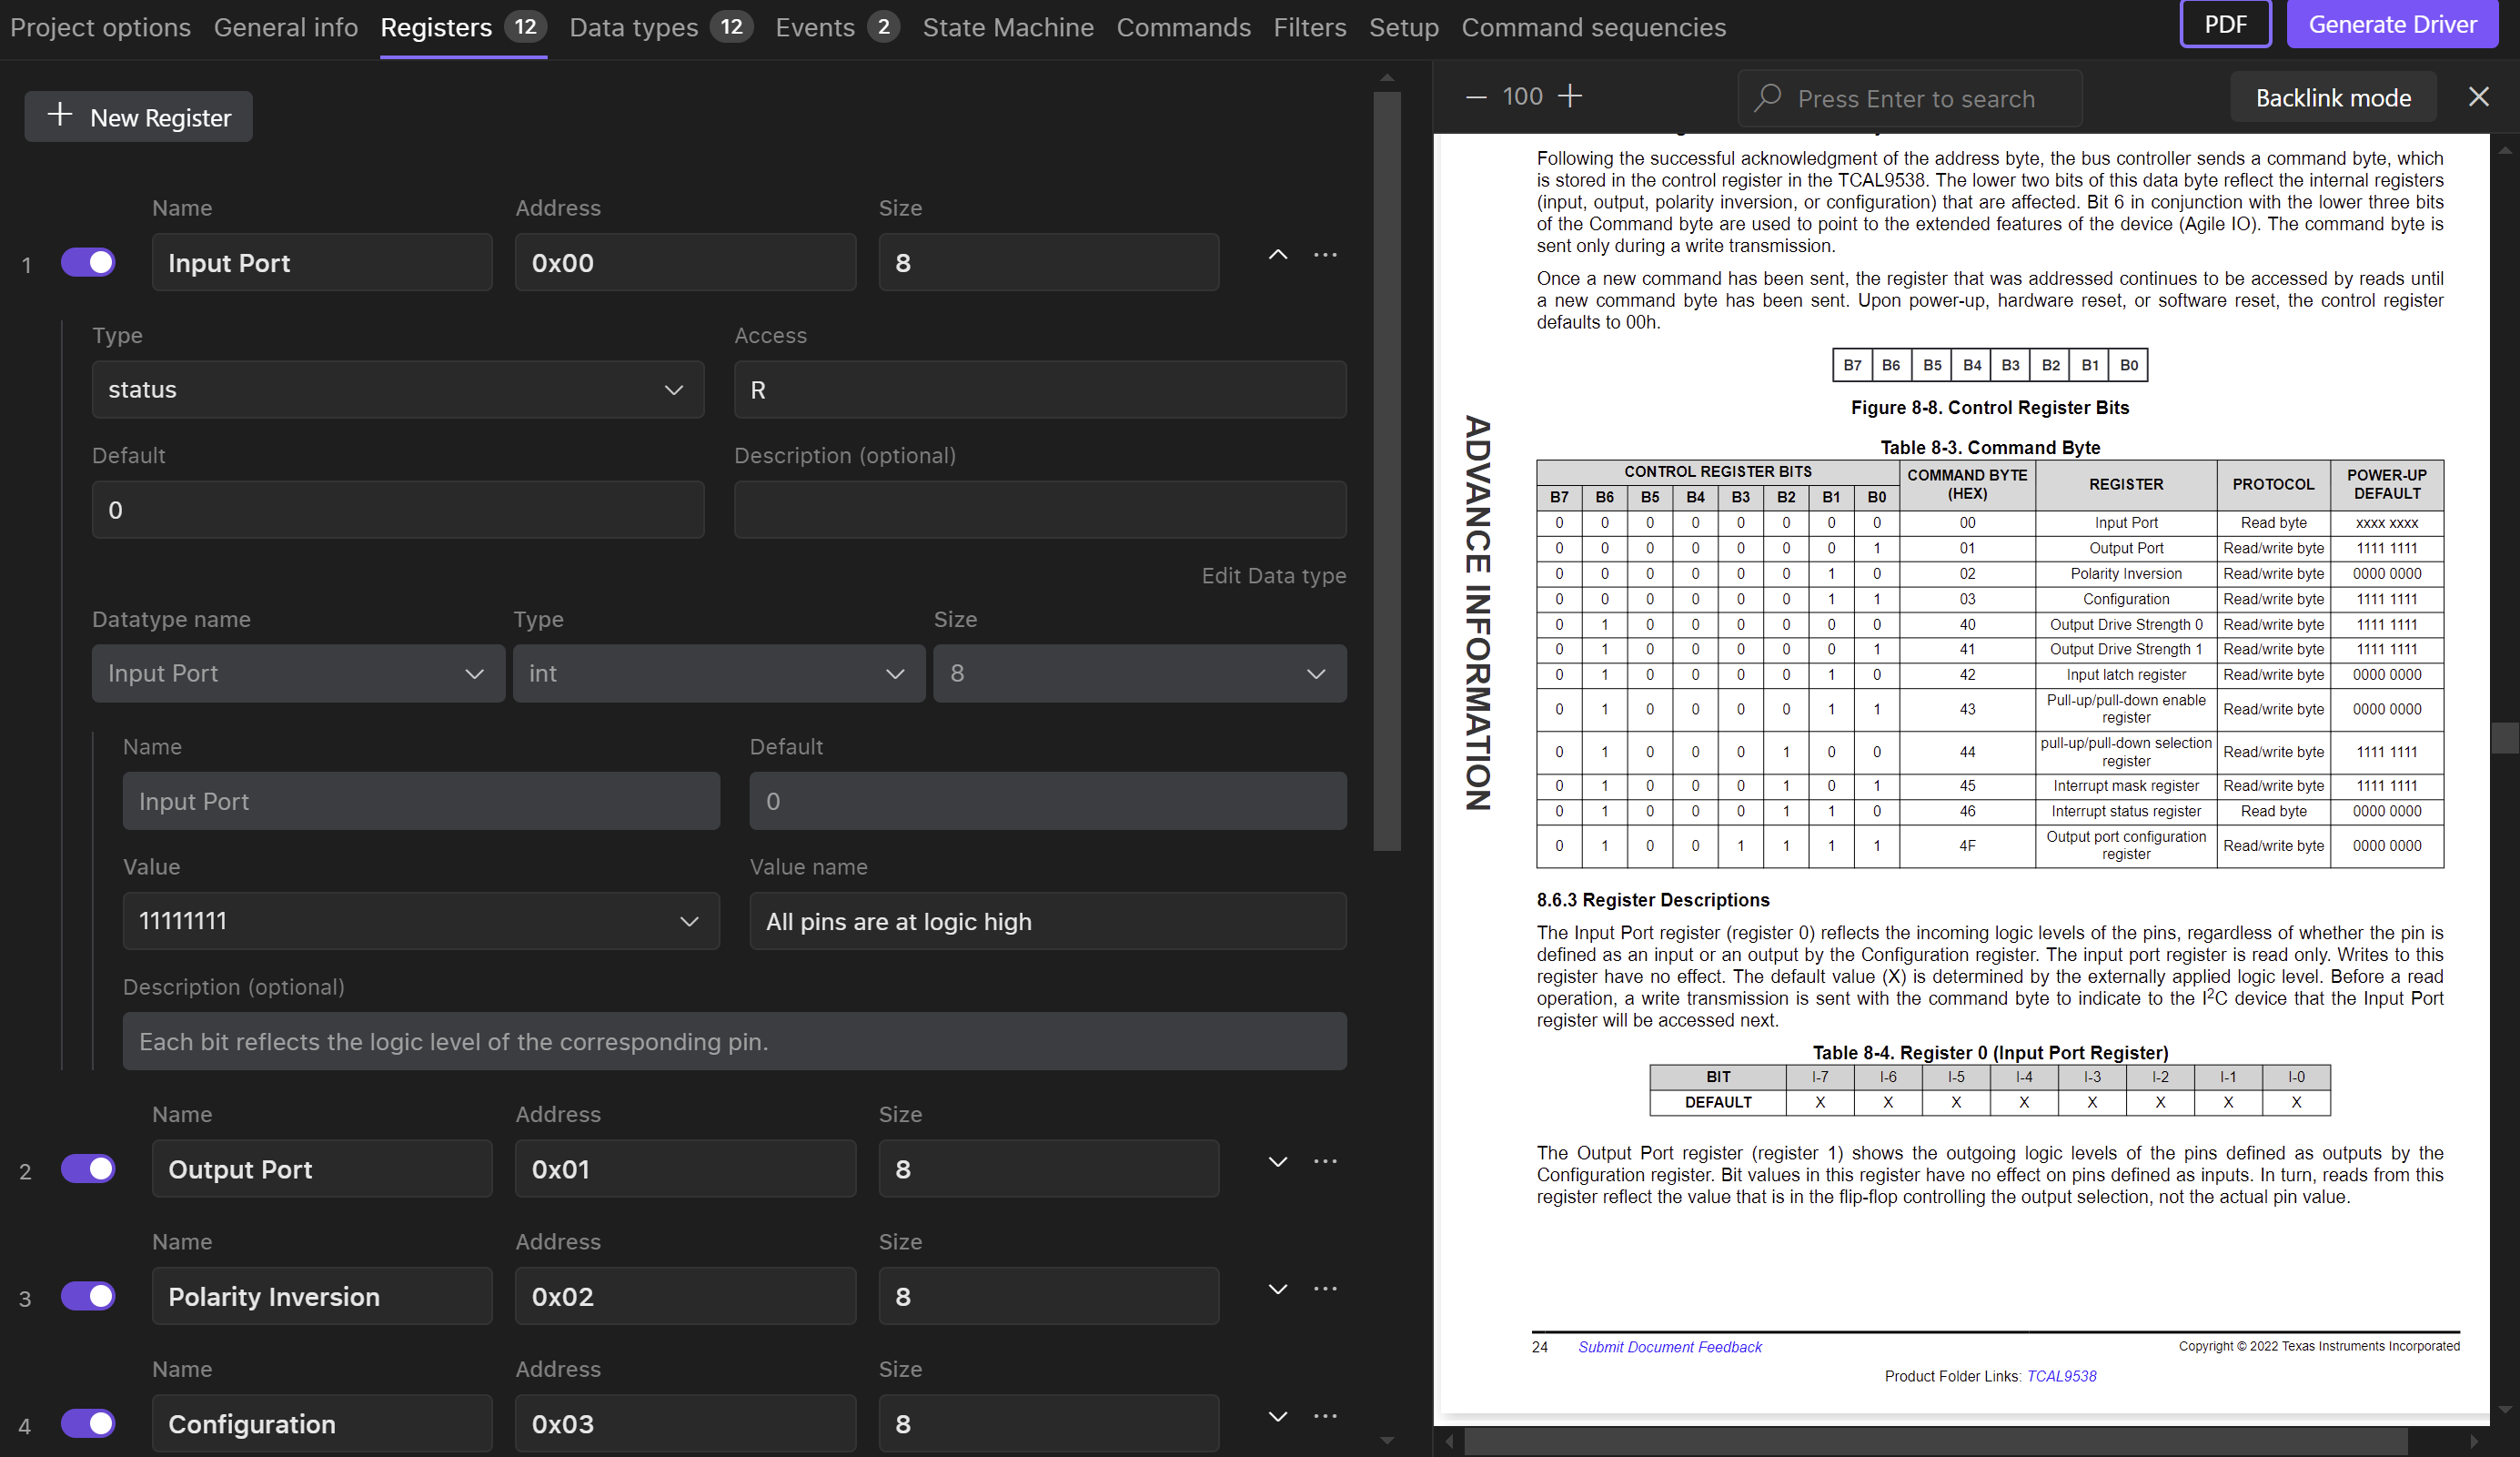 Project options General info Registers 12 Data types 12 Events 2 State Machine Commands Filters Setup Command sequencies PDF Generate Driver
+ New Register
Name Address Size
1 Input Port 0x00 8 ...
Type Access
status R
Default Description (optional)
0
Edit Data type
Datatype name Type Size
Input Port int 8
Name Default
Input Port 0
Value Value name
11111111 All pins are at logic high
Description (optional)
Each bit reflects the logic level of the corresponding pin.
Name Address Size
2 Output Port 0x01 8 ...
Name Address Size
3 Polarity Inversion 0x02 8 ...
Name Address Size
4 Configuration 0x03 8 ...
— 100 + Press Enter to search Backlink mode
ADVANCE INFORMATION
Following the successful acknowledgment of the address byte, the bus controller sends a command byte, which
is stored in the control register in the TCAL9538. The lower two bits of this data byte reflect the internal registers
(input, output, polarity inversion, or configuration) that are affected. Bit 6 in conjunction with the lower three bits
of the Command byte are used to point to the extended features of the device (Agile IO). The command byte is
sent only during a write transmission.
Once a new command has been sent, the register that was addressed continues to be accessed by reads until
a new command byte has been sent. Upon power-up, hardware reset, or software reset, the control register
defaults to 00h.
B7 B6 B5 B4 B3 B2 B1 B0
Figure 8-8. Control Register Bits
Table 8-3. Command Byte
CONTROL REGISTER BITS COMMAND BYTE (HEX) REGISTER PROTOCOL POWER-UP DEFAULT
B7 B6 B5 B4 B3 B2 B1 B0
0 0 0 0 0 0 0 0 00 Input Port Read byte xxxx xxxx
0 0 0 0 0 0 0 1 01 Output Port Read/write byte 1111 1111
0 0 0 0 0 0 1 0 02 Polarity Inversion Read/write byte 0000 0000
0 0 0 0 0 0 1 1 03 Configuration Read/write byte 1111 1111
0 1 0 0 0 0 0 0 40 Output Drive Strength 0 Read/write byte 1111 1111
0 1 0 0 0 0 0 1 41 Output Drive Strength 1 Read/write byte 1111 1111
0 1 0 0 0 0 1 0 42 Input latch register Read/write byte 0000 0000
0 1 0 0 0 0 1 1 43 Pull-up/pull-down enable register Read/write byte 0000 0000
0 1 0 0 0 1 0 0 44 pull-up/pull-down selection register Read/write byte 1111 1111
0 1 0 0 0 1 0 1 45 Interrupt mask register Read/write byte 1111 1111
0 1 0 0 0 1 1 0 46 Interrupt status register Read byte 0000 0000
0 1 0 0 1 1 1 1 4F Output port configuration register Read/write byte 0000 0000
8.6.3 Register Descriptions
The Input Port register (register 0) reflects the incoming logic levels of the pins, regardless of whether the pin is
defined as an input or an output by the Configuration register. The input port register is read only. Writes to this
register have no effect. The default value (X) is determined by the externally applied logic level. Before a read
operation, a write transmission is sent with the command byte to indicate to the I²C device that the Input Port
register will be accessed next.
Table 8-4. Register 0 (Input Port Register)
BIT I-7 I-6 I-5 I-4 I-3 I-2 I-1 I-0
DEFAULT X X X X X X X X
The Output Port register (register 1) shows the outgoing logic levels of the pins defined as outputs by the
Configuration register. Bit values in this register have no effect on pins defined as inputs. In turn, reads from this
register reflect the value that is in the flip-flop controlling the output selection, not the actual pin value.
24 Submit Document Feedback Copyright © 2022 Texas Instruments Incorporated
Product Folder Links: TCAL9538